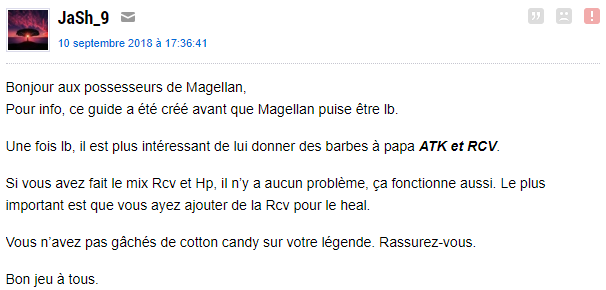 JaSh_9
10 septembre 2018 à 17:36:41
Bonjour aux possesseurs de Magellan,
Pour info, ce guide a été créé avant que Magellan puise être lb.
Une fois lb, il est plus intéressant de lui donner des barbes à papa ATK et RCV.
Si vous avez fait le mix Rcv et Hp, il n'y a aucun problème, ça fonctionne aussi. Le plus
important est que vous ayez ajouter de la Rcv pour le heal.
Vous n'avez pas gâchés de cotton candy sur votre légende. Rassurez-vous.
Bon jeu à tous.